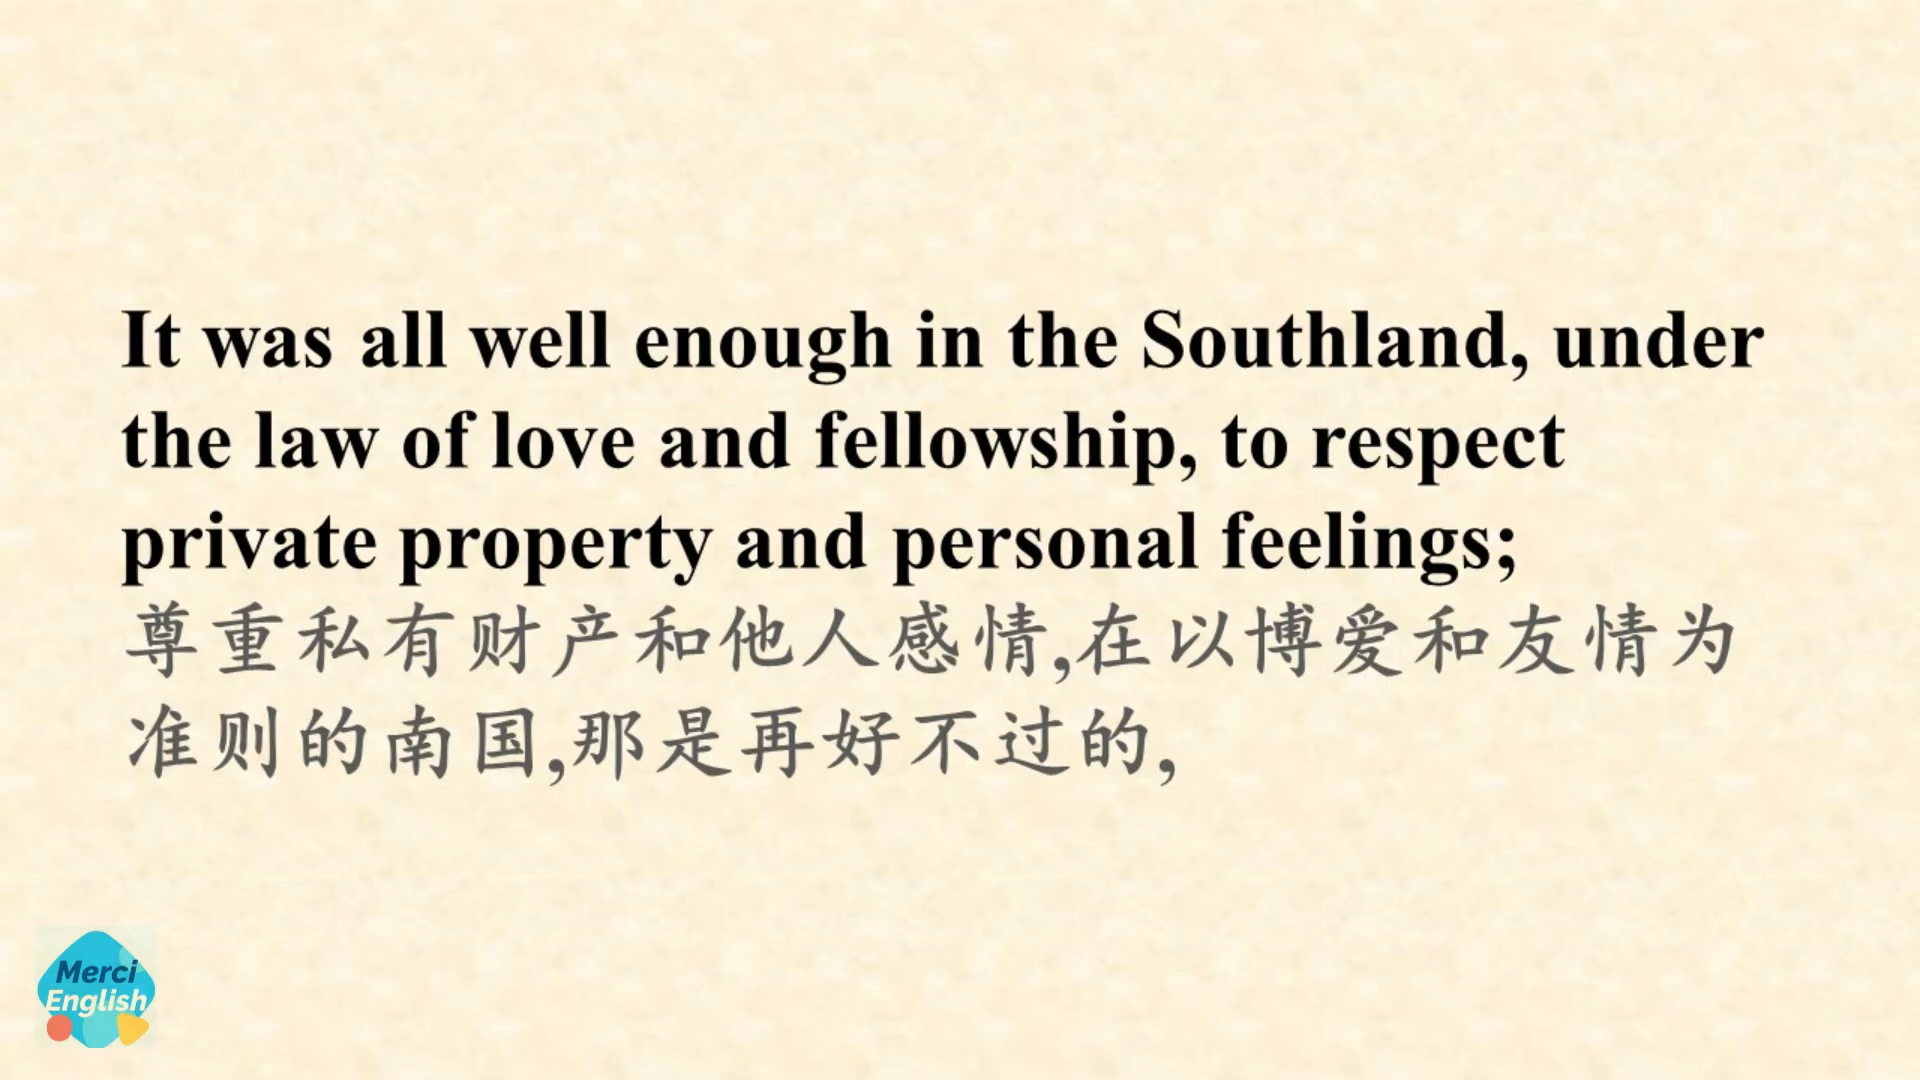 It was all well enough in the Southland, under
the law of love and fellowship, to respect
private property and personal feelings;
尊重私有财产和他人感情,在以博爱和友情为
准则的南国,那是再好不过的,
Merci
English